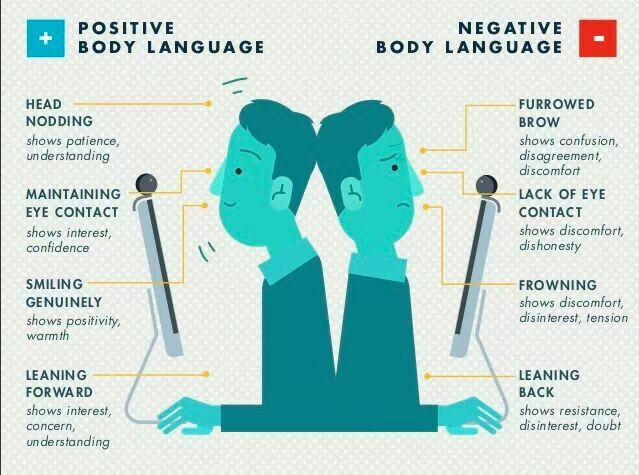 +
POSITIVE
BODY LANGUAGE
HEAD
NODDING
shows patience,
understanding
MAINTAINING
EYE CONTACT
shows interest,
confidence
SMILING
GENUINELY
shows positivity,
warmth
LEANING
FORWARD
shows interest,
concern,
understanding
NEGATIVE
BODY LANGUAGE
-
FURROWED
BROW
shows confusion,
disagreement,
discomfort
LACK OF EYE
CONTACT
shows discomfort,
dishonesty
FROWNING
shows discomfort,
disinterest, tension
LEANING
BACK
shows resistance,
disinterest, doubt